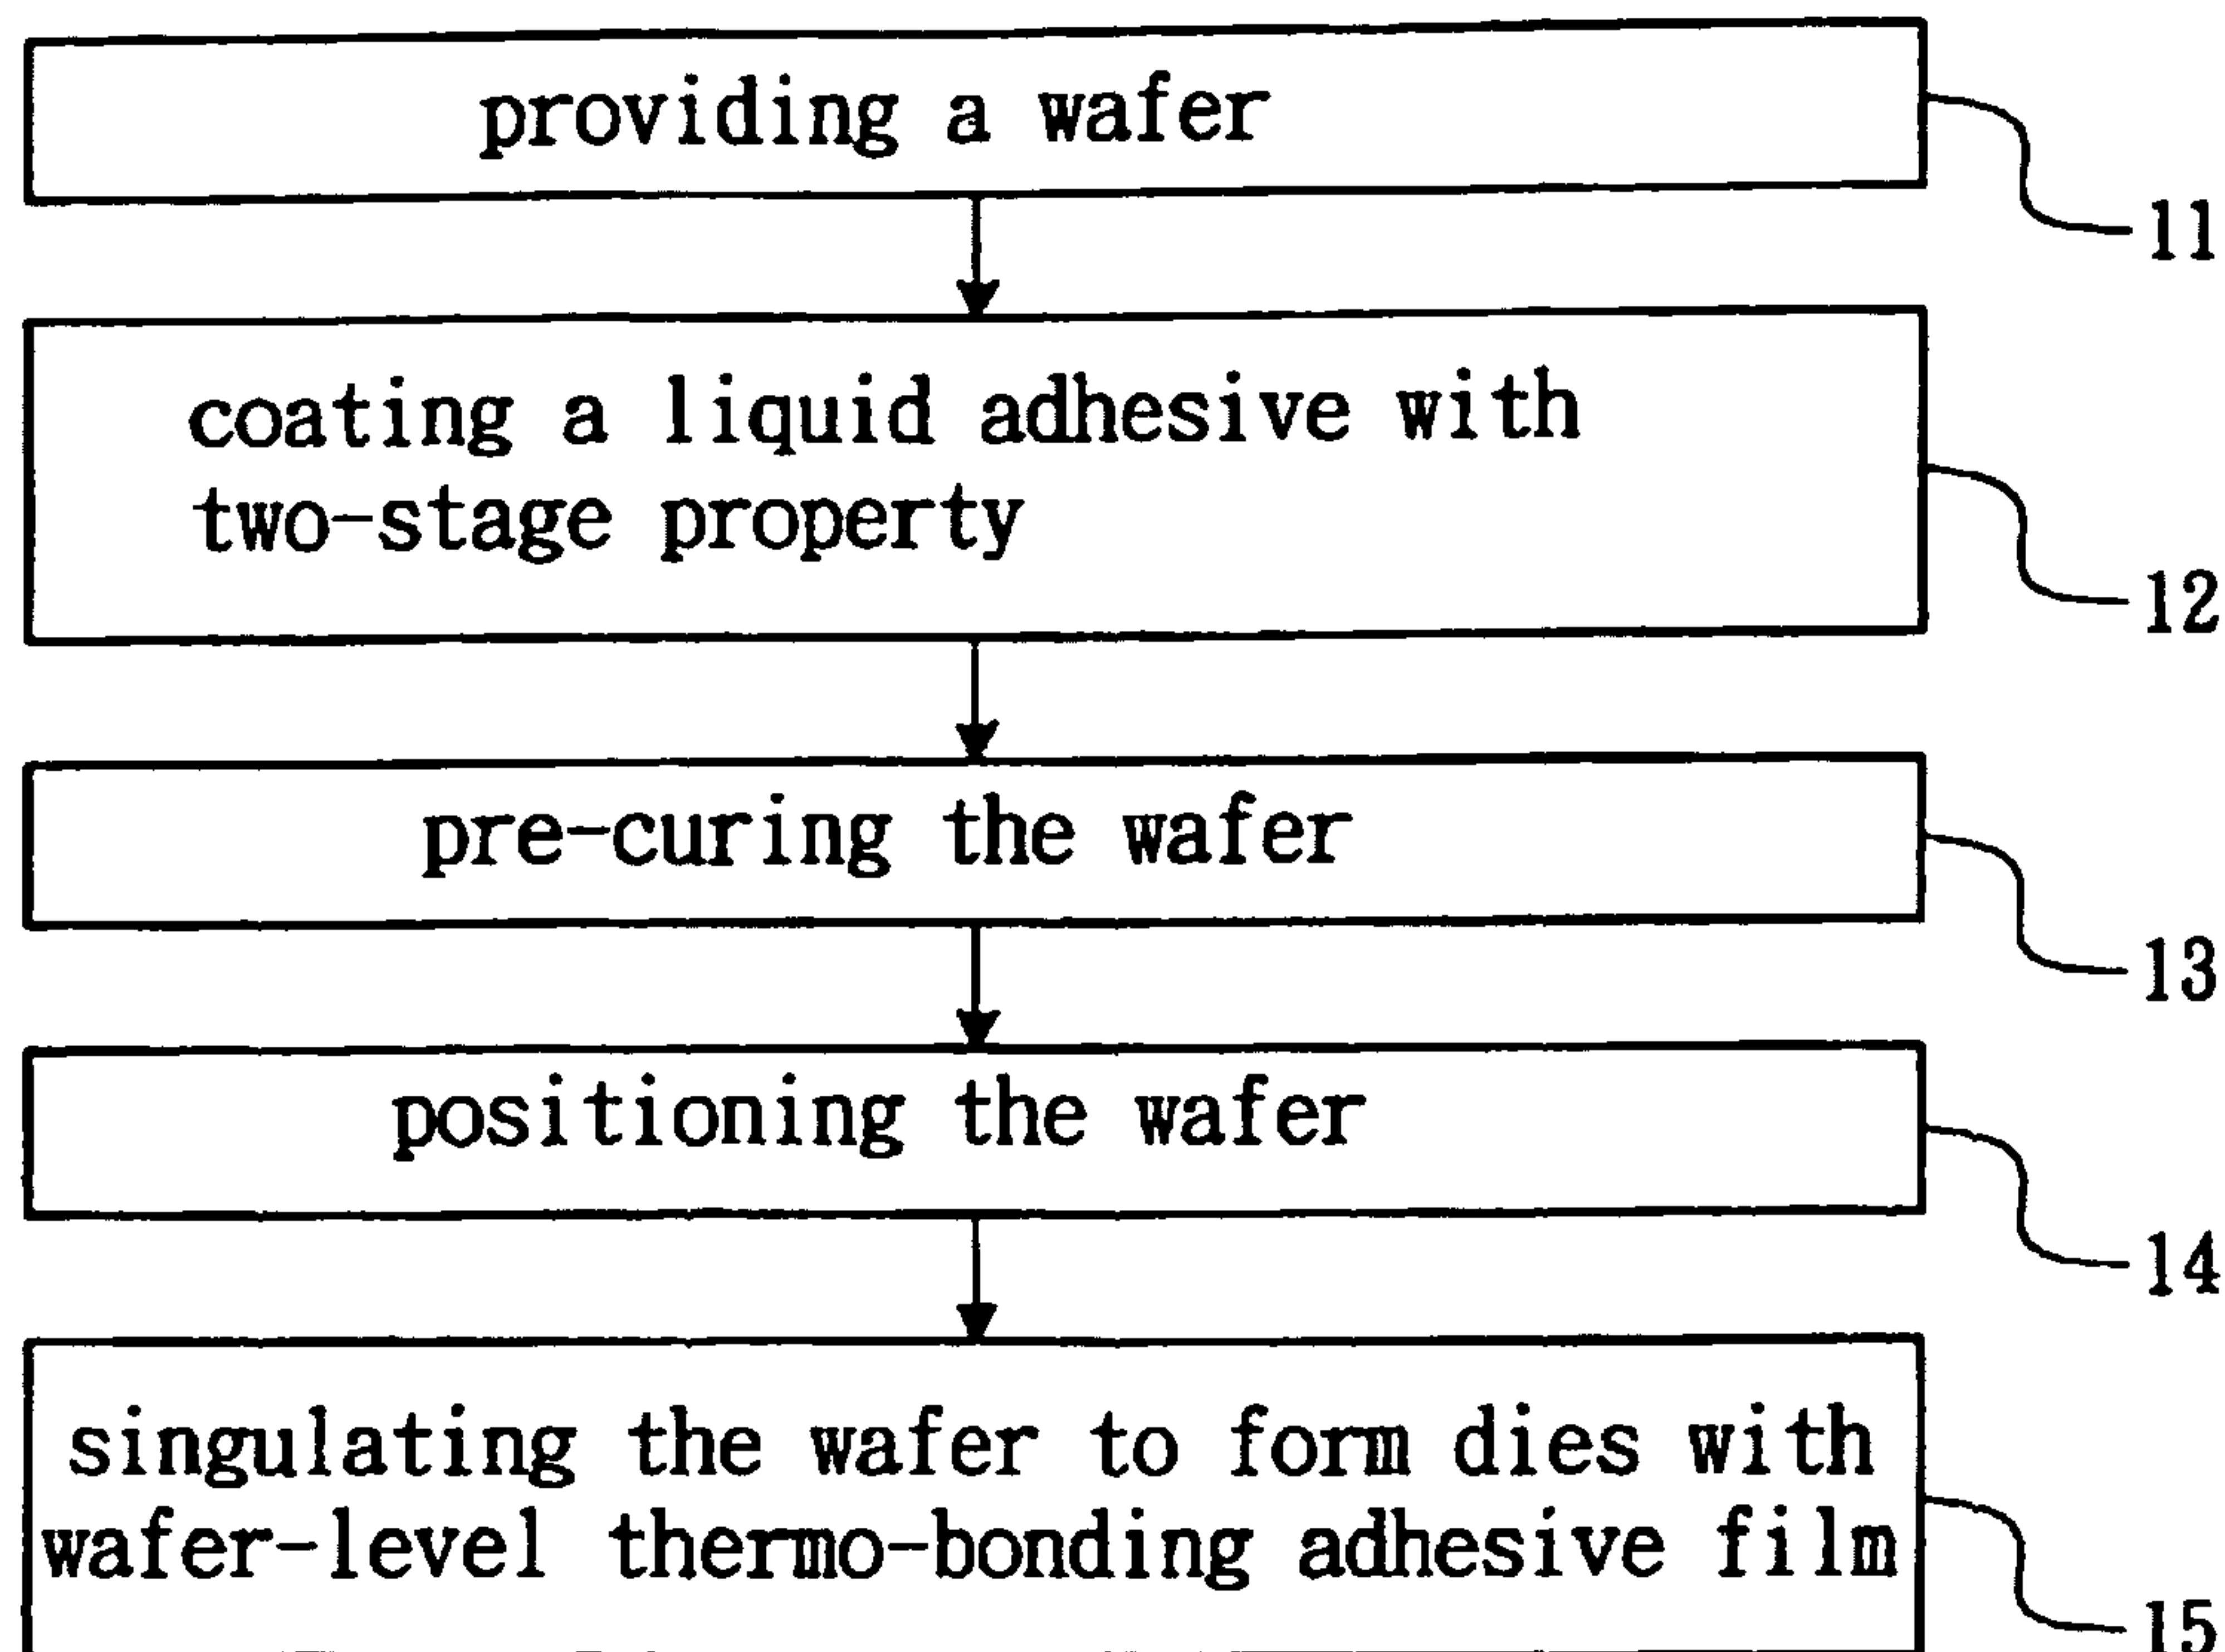 providing a wafer
11
coating a liquid adhesive with
two-stage property
12
pre-curing the wafer
13
positioning the wafer
14
singulating the wafer to form dies with
wafer-level thermo-bonding adhesive film
15